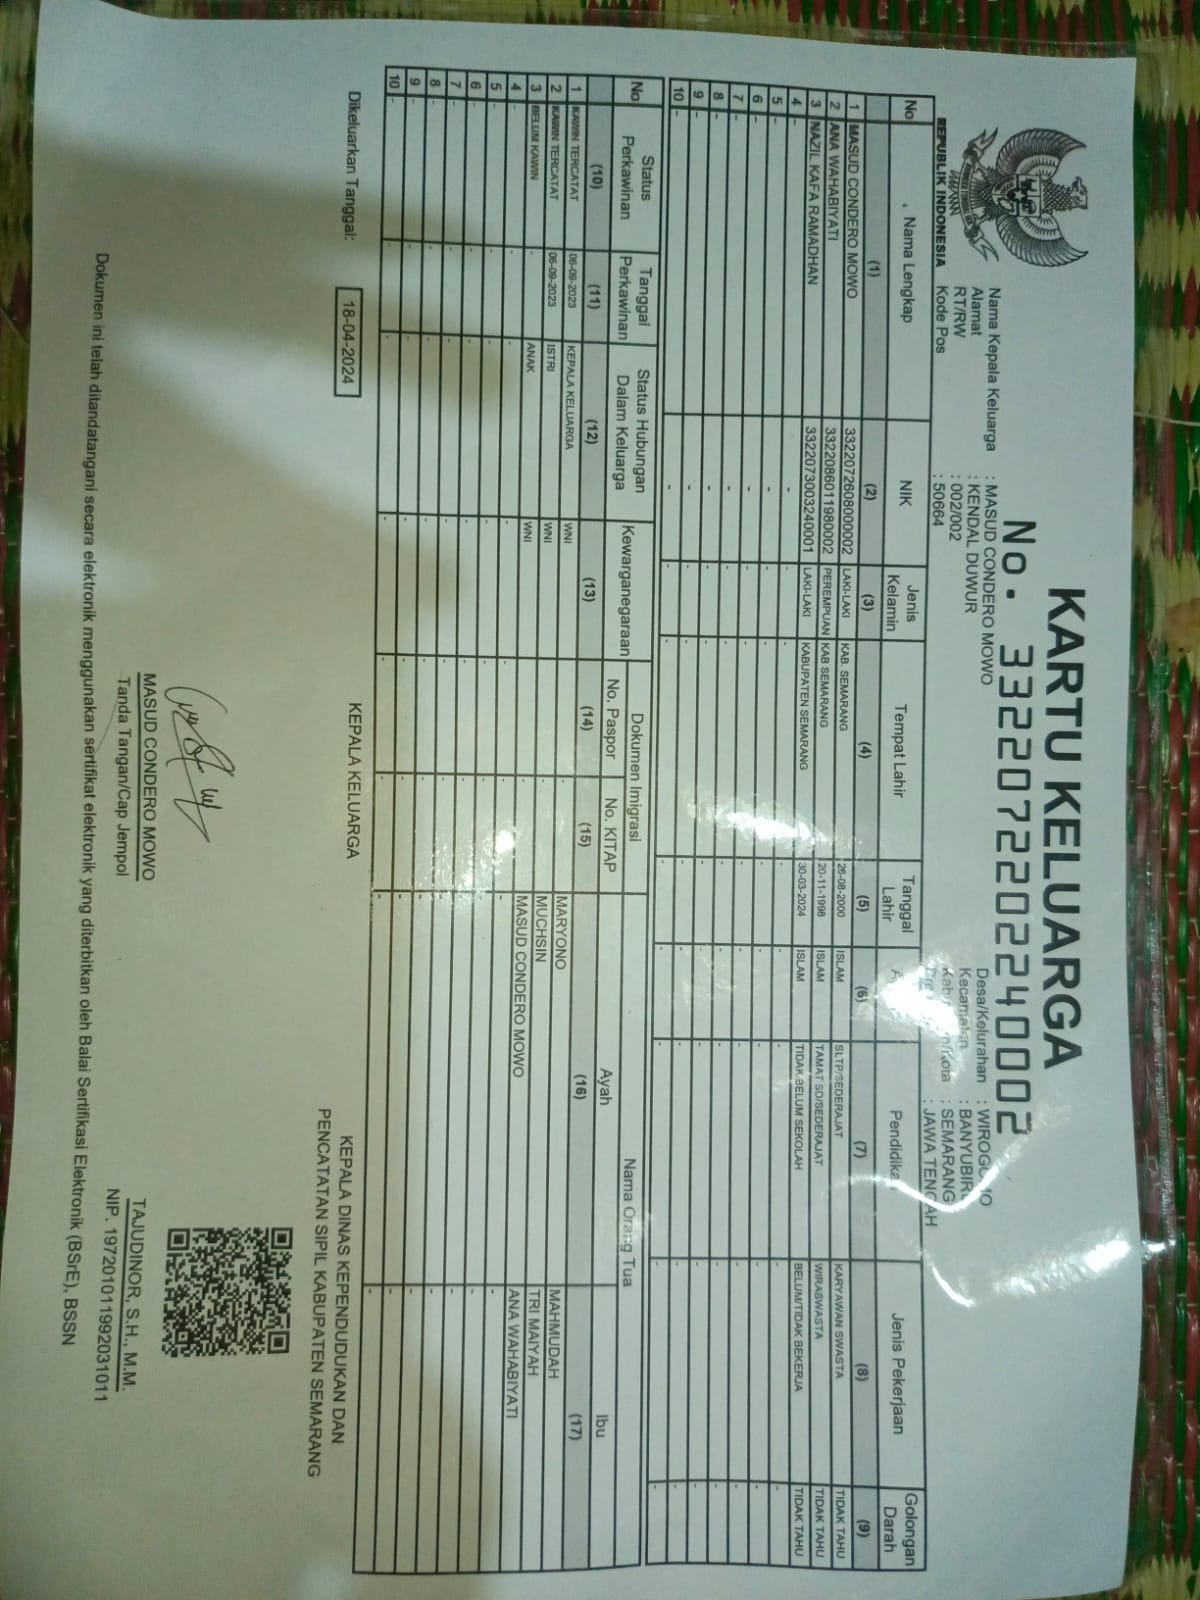 KARTU KELUARGA
No. 3322072202240002
REPUBLIK INDONESIA
Nama Kepala Keluarga : MASUD CONDERO MOWO
Alamat : KENDAL DUWUR
RT/RW : 002/002
Kode Pos : 50664
Desa/Kelurahan :
Kecamatan :
: SEMARANG
: JAWA TENGAH
No Nama Lengkap NIK Jenis Kelamin Tempat Lahir Tanggal Lahir Jenis Pekerjaan Golongan Darah
(1) (2) (3) (4) (5) (6) (7) (8) (9)
1 MASUD CONDERO MOWO 3322072608000002 LAKI-LAKI KAB. SEMARANG 26-08-2000 ISLAM SLTP/SEDERAJAT KARYAWAN SWASTA TIDAK TAHU
2 ANA WAHABIYATI 3322086011980002 PEREMPUAN KAB SEMARANG 20-11-1998 ISLAM TAMAT SD/SEDERAJAT WIRASWASTA TIDAK TAHU
3 NAZIL KAFA RAMADHAN 3322073003240001 LAKI-LAKI KABUPATEN SEMARANG 30-03-2024 ISLAM TIDAK/BELUM SEKOLAH BELUM/TIDAK BEKERJA TIDAK TAHU
4 - - - - - - - - -
5 - - - - - - - - -
6 - - - - - - - - -
7 - - - - - - - - -
8 - - - - - - - - -
9 - - - - - - - - -
10 - - - - - - - - -
No Status Perkawinan Tanggal Perkawinan Status Hubungan Dalam Keluarga Kewarganegaraan Dokumen Imigrasi Nama Orang Tua
No. Paspor No. KITAP Ayah Ibu
(10) (11) (12) (13) (14) (15) (16) (17)
1 KAWIN TERCATAT 06-09-2023 KEPALA KELUARGA WNI - - MARYONO MAHMUDAH
2 KAWIN TERCATAT 06-09-2023 ISTRI WNI - - MUCHSIN TRI MAIYAH
3 BELUM KAWIN - ANAK WNI - - MASUD CONDERO MOWO ANA WAHABIYATI
4 - - - - - - - -
5 - - - - - - - -
6 - - - - - - - -
7 - - - - - - - -
8 - - - - - - - -
9 - - - - - - - -
10 - - - - - - - -
Dikeluarkan Tanggal: 18-04-2024
KEPALA KELUARGA
MASUD CONDERO MOWO
Tanda Tangan/Cap Jempol
KEPALA DINAS KEPENDUDUKAN DAN
PENCATATAN SIPIL KABUPATEN SEMARANG
TAJUDINOR, S.H., M.M.
NIP. 197201011992031011
Dokumen ini telah ditandatangani secara elektronik menggunakan sertifikat elektronik yang diterbitkan oleh Balai Sertifikasi Elektronik (BSrE), BSSN